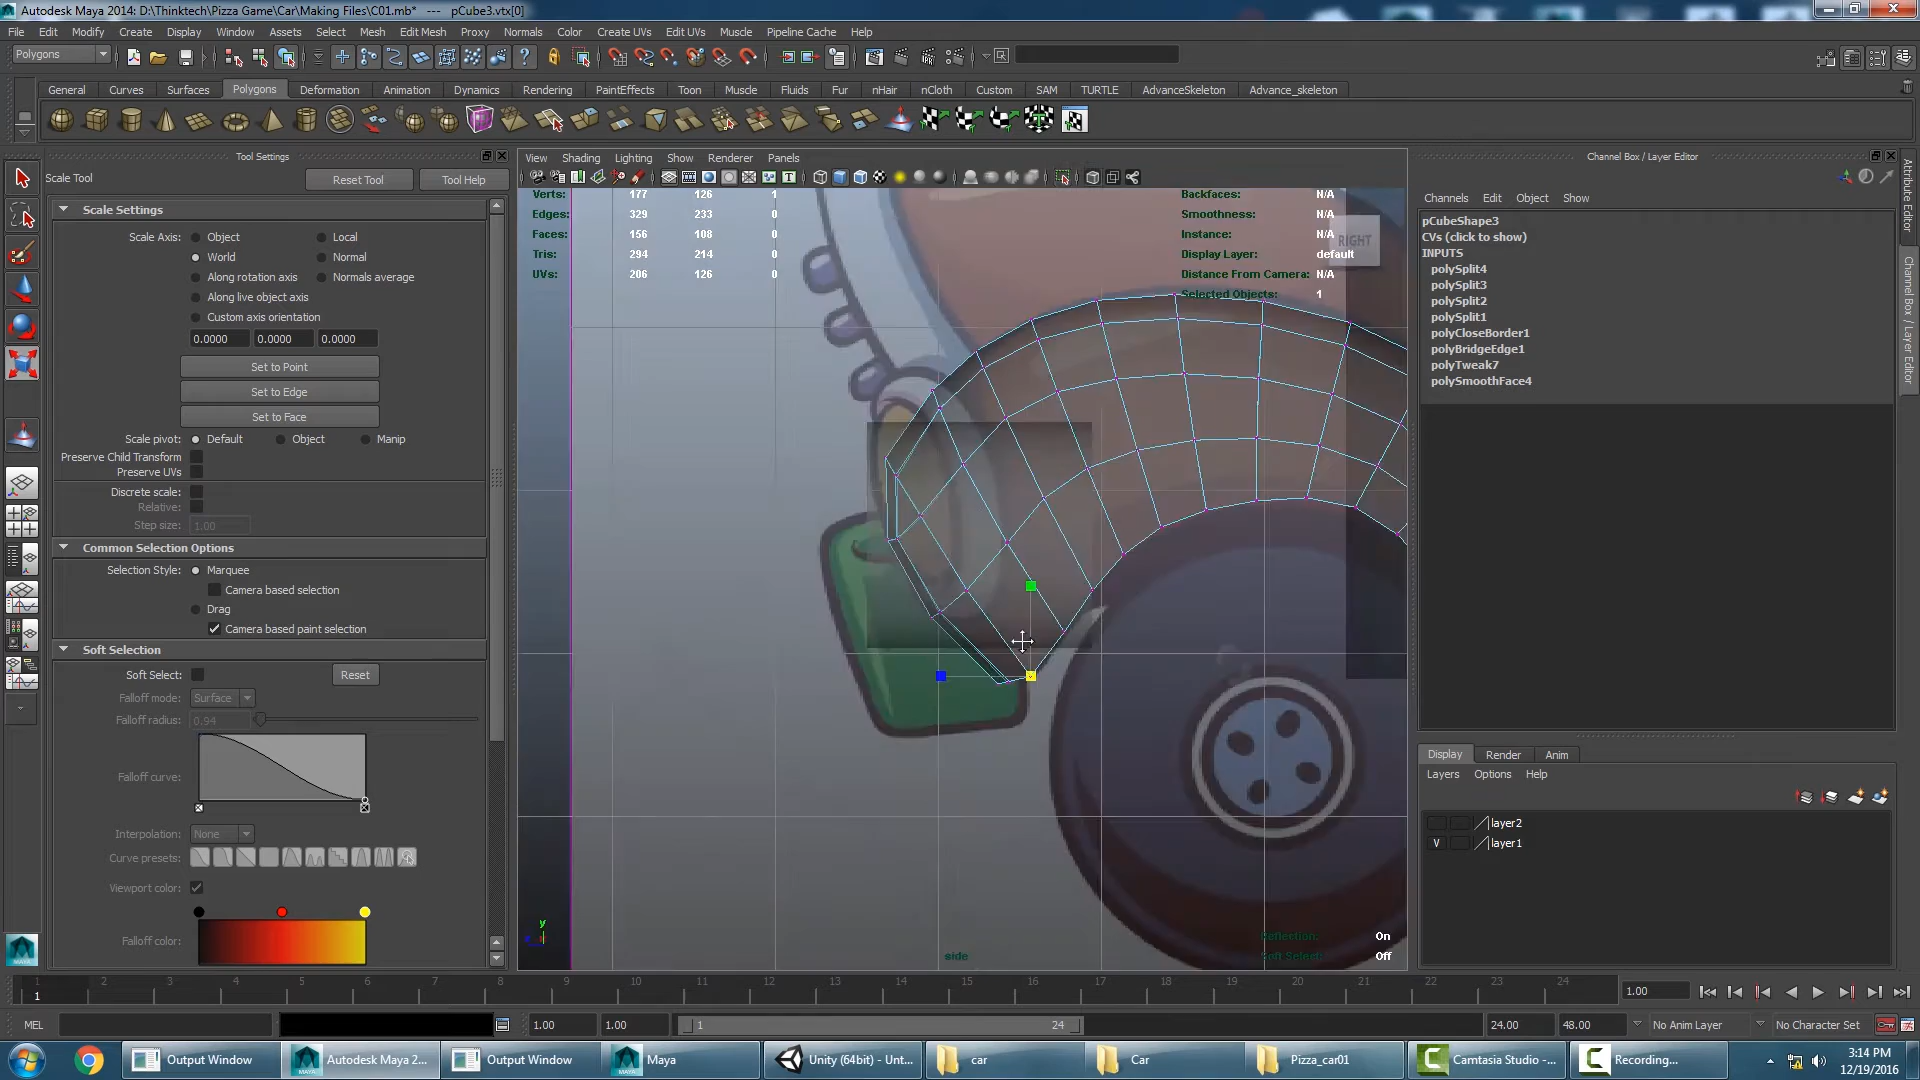 Autodesk Maya 2014: D:\Thinktech\Pizza Game\Car\Making Files\C01.mb* --- pCube3.vtx[0]
File Edit Modify Create Display Window Assets Select Mesh Edit Mesh Proxy Normals Color Create UVs Edit UVs Muscle Pipeline Cache Help
Polygons
General Curves Surfaces Polygons Deformation Animation Dynamics Rendering PaintEffects Toon Muscle Fluids Fur nHair nCloth Custom SAM TURTLE AdvanceSkeleton Advance_skeleton
Tool Settings
Scale Tool Reset Tool Tool Help
Scale Settings
Scale Axis: Object Local
World Normal
Along rotation axis Normals average
Along live object axis
Custom axis orientation
0.0000 0.0000 0.0000
Set to Point
Set to Edge
Set to Face
Scale pivot: Default Object Manip
Preserve Child Transform
Preserve UVs
Discrete scale:
Relative:
Step size: 1.00
Common Selection Options
Selection Style: Marquee
Camera based selection
Drag
Camera based paint selection
Soft Selection
Soft Select: Reset
Falloff mode: Surface
Falloff radius: 0.94
Falloff curve:
Interpolation: None
Curve presets:
Viewport color:
Falloff color:
View Shading Lighting Show Renderer Panels
Verts: 177 126 1
Edges: 329 233 0
Faces: 156 108 0
Tris: 294 214 0
UVs: 206 126 0
Backfaces: N/A
Smoothness: N/A
Instance: N/A
Display Layer: default
Distance From Camera: N/A
Selected Objects: 1
RIGHT
y
side
Reflection: On
Soft Select: Off
Channel Box / Layer Editor
Channels Edit Object Show
pCubeShape3
CVs (click to show)
INPUTS
polySplit4
polySplit3
polySplit2
polySplit1
polyCloseBorder1
polyBridgeEdge1
polyTweak7
polySmoothFace4
Attribute Editor
Channel Box / Layer Editor
Display Render Anim
Layers Options Help
layer2
V layer1
1 2 3 4 5 6 7 8 9 10 11 12 13 14 15 16 17 18 19 20 21 22 23 24
1
1.00
MEL 1.00 1.00 1 24 24.00 48.00 No Anim Layer No Character Set
Output Window Autodesk Maya 2... Output Window Maya Unity (64bit) - Unt... car Car Pizza_car01 Camtasia Studio -... Recording...
3:14 PM
12/19/2016